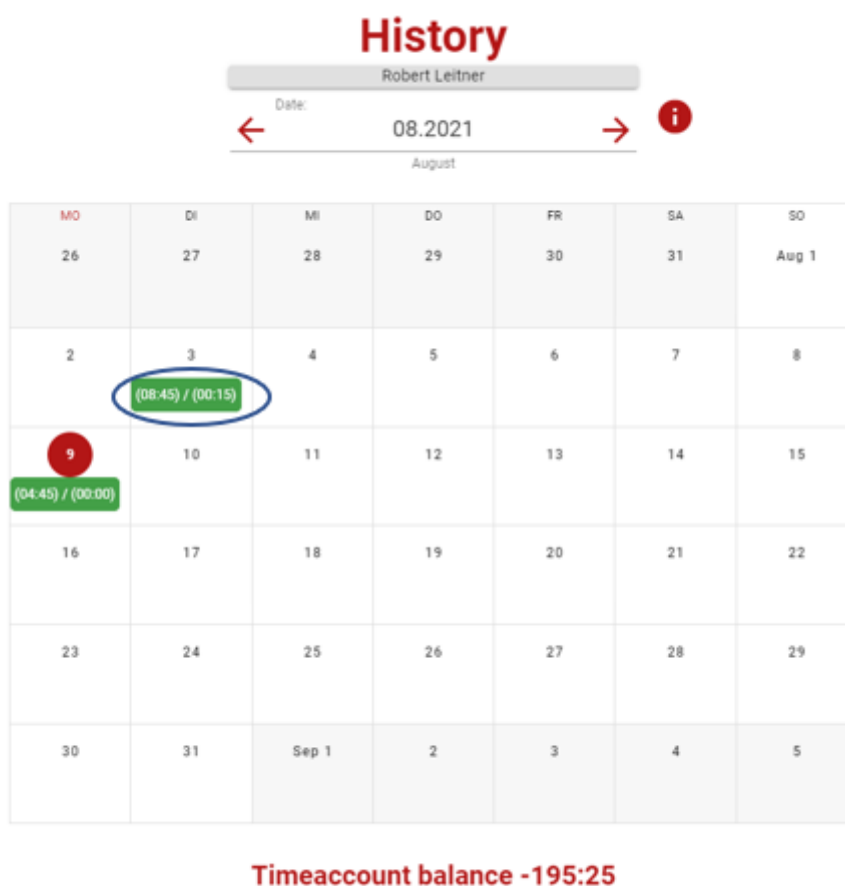 History
Robert Leitner
Date:
08.2021
August
MO DI MI DO FR SA SO
26 27 28 29 30 31 Aug 1
2 3 4 5 6 7 8
(08:45) / (00:15)
9 10 11 12 13 14 15
(04:45) / (00:00)
16 17 18 19 20 21 22
23 24 25 26 27 28 29
30 31 Sep 1 2 3 4 5
Timeaccount balance -195:25